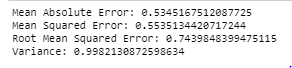 Mean Absolute Error: 0.5345167512087725
Mean Squared Error: 0.5535134420717244
Root Mean Squared Error: 0.7439848399475115
Variance: 0.9982130872598634